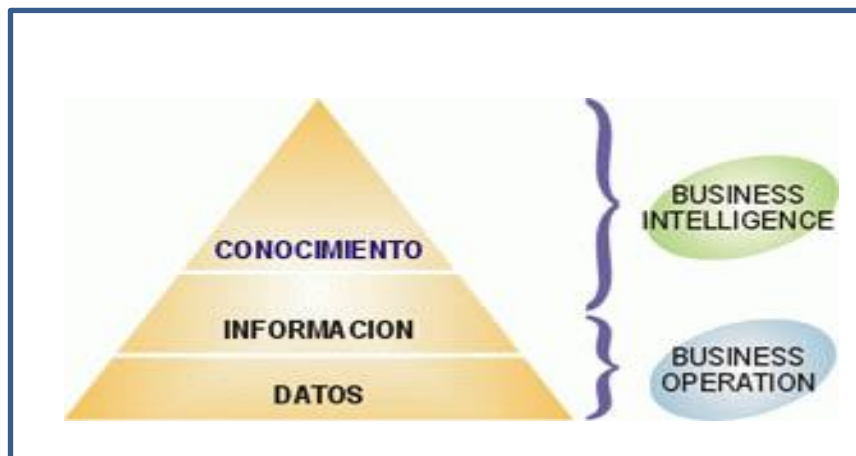 CONOCIMIENTO
INFORMACION
DATOS
BUSINESS
INTELLIGENCE
BUSINESS
OPERATION